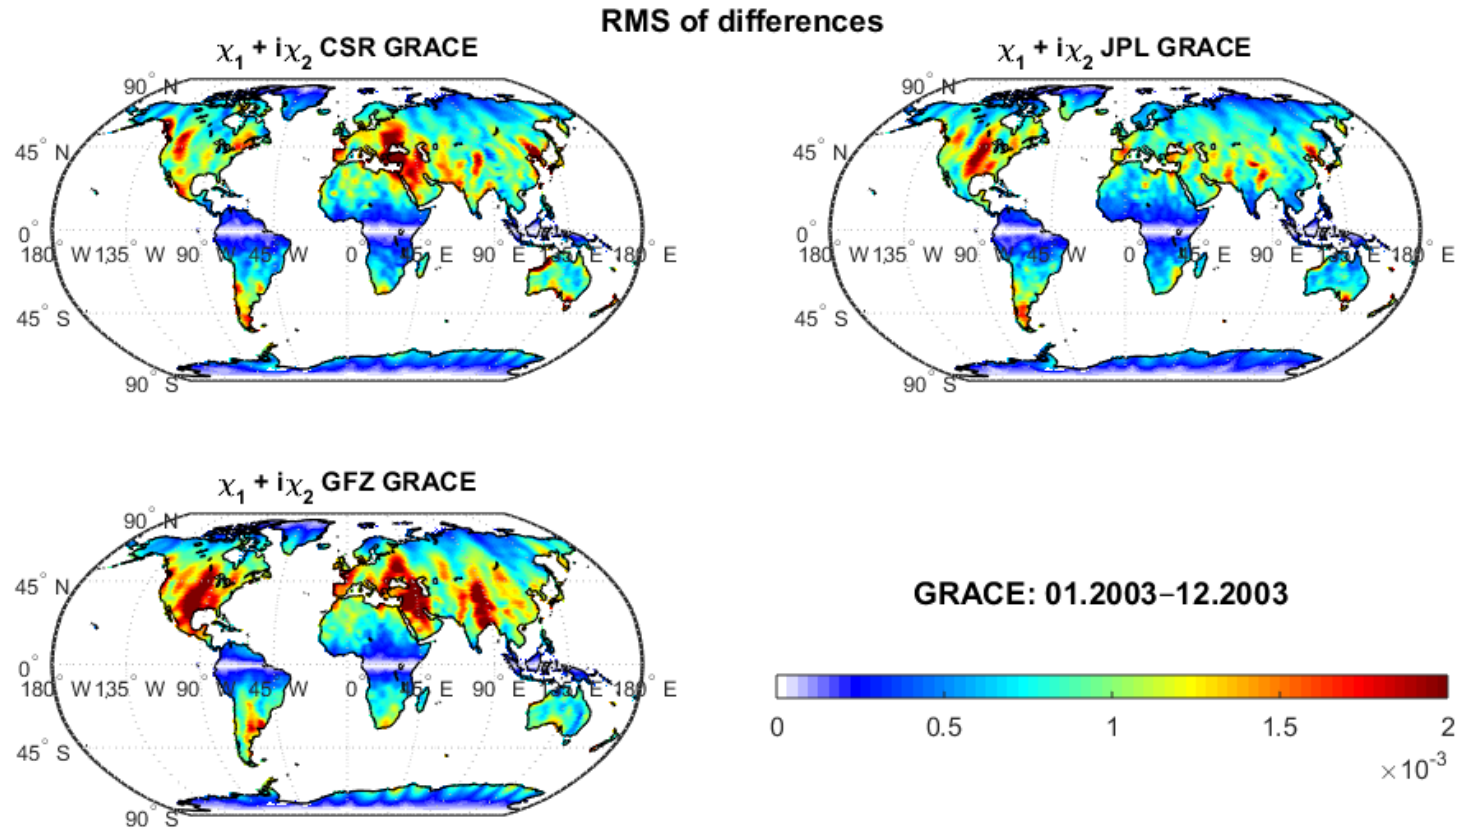 RMS of differences
χ1 + iχ2 CSR GRACE
χ1 + iχ2 JPL GRACE
90° N
90° N
45° N
45° N
0°
0°
180° W 135° W 90° W 45° W 0° 45° E 90° E 135° E 180° E
180° W 135° W 90° W 45° W 0° 45° E 90° E 135° E 180° E
45° S
45° S
90° S
90° S
χ1 + iχ2 GFZ GRACE
90° N
45° N
GRACE: 01.2003–12.2003
0°
180° W 135° W 90° W 45° W 0° 45° E 90° E 135° E 180° E
0 0.5 1 1.5 2
45° S
×10-3
90° S